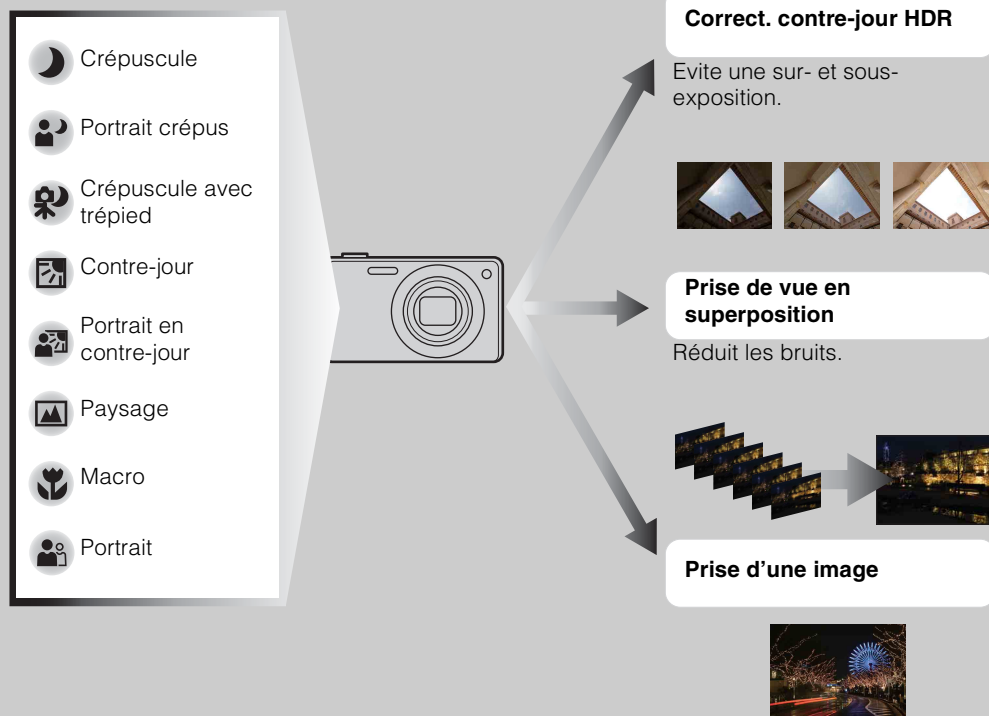 Crépuscule
Portrait crépus
Crépuscule avec
trépied
Contre-jour
Portrait en
contre-jour
Paysage
Macro
Portrait
Correct. contre-jour HDR
Evite une sur- et sous-
exposition.
Prise de vue en
superposition
Réduit les bruits.
Prise d’une image